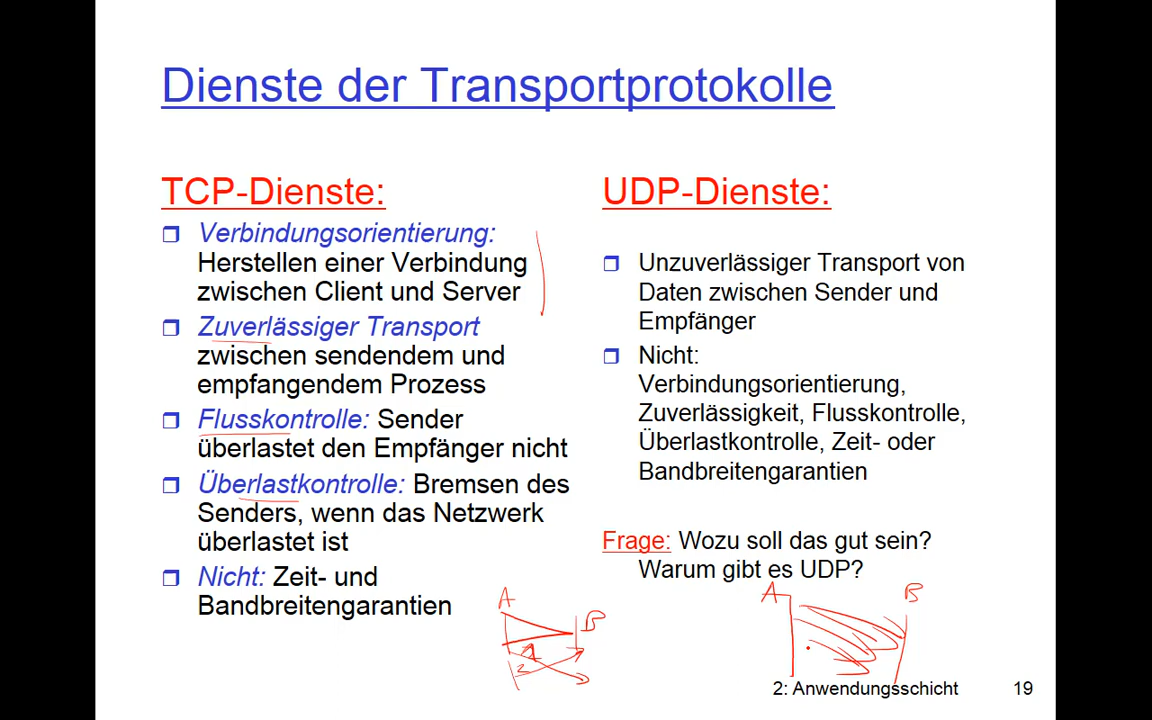 Dienste der Transportprotokolle
TCP-Dienste:
Verbindungsorientierung:
Herstellen einer Verbindung
zwischen Client und Server
Zuverlässiger Transport
zwischen sendendem und
empfangendem Prozess
Flusskontrolle: Sender
überlastet den Empfänger nicht
Überlastkontrolle: Bremsen des
Senders, wenn das Netzwerk
überlastet ist
Nicht: Zeit- und
Bandbreitengarantien
UDP-Dienste:
Unzuverlässiger Transport von
Daten zwischen Sender und
Empfänger
Nicht:
Verbindungsorientierung,
Zuverlässigkeit, Flusskontrolle,
Überlastkontrolle, Zeit- oder
Bandbreitengarantien
Frage: Wozu soll das gut sein?
Warum gibt es UDP?
A
B
1
2
A
B
2: Anwendungsschicht 19